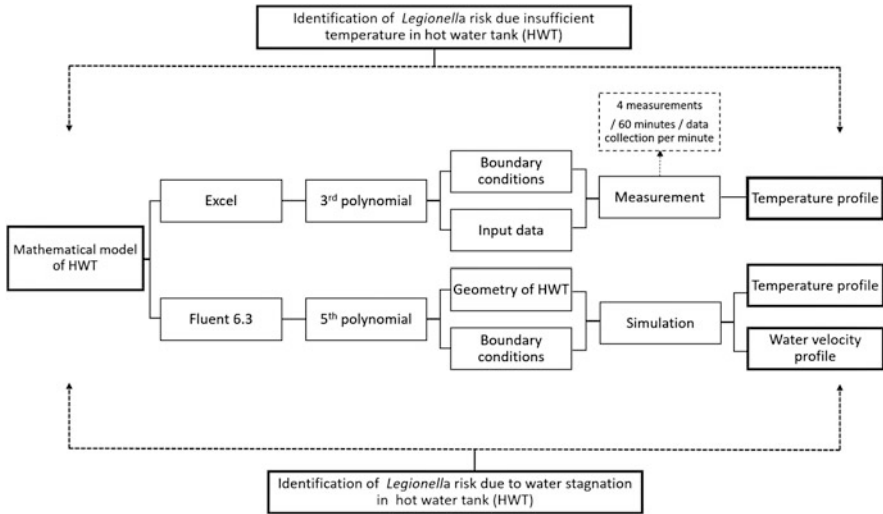 Identification of Legionella risk due insufficient
temperature in hot water tank (HWT)
4 measurements
/ 60 minutes / data
collection per minute
Boundary
conditions
Excel
3rd polynomial
Measurement
Temperature profile
Input data
Mathematical model
of HWT
Geometry of HWT
Temperature profile
Fluent 6.3
5th polynomial
Simulation
Boundary
conditions
Water velocity
profile
Identification of Legionella risk due to water stagnation
in hot water tank (HWT)